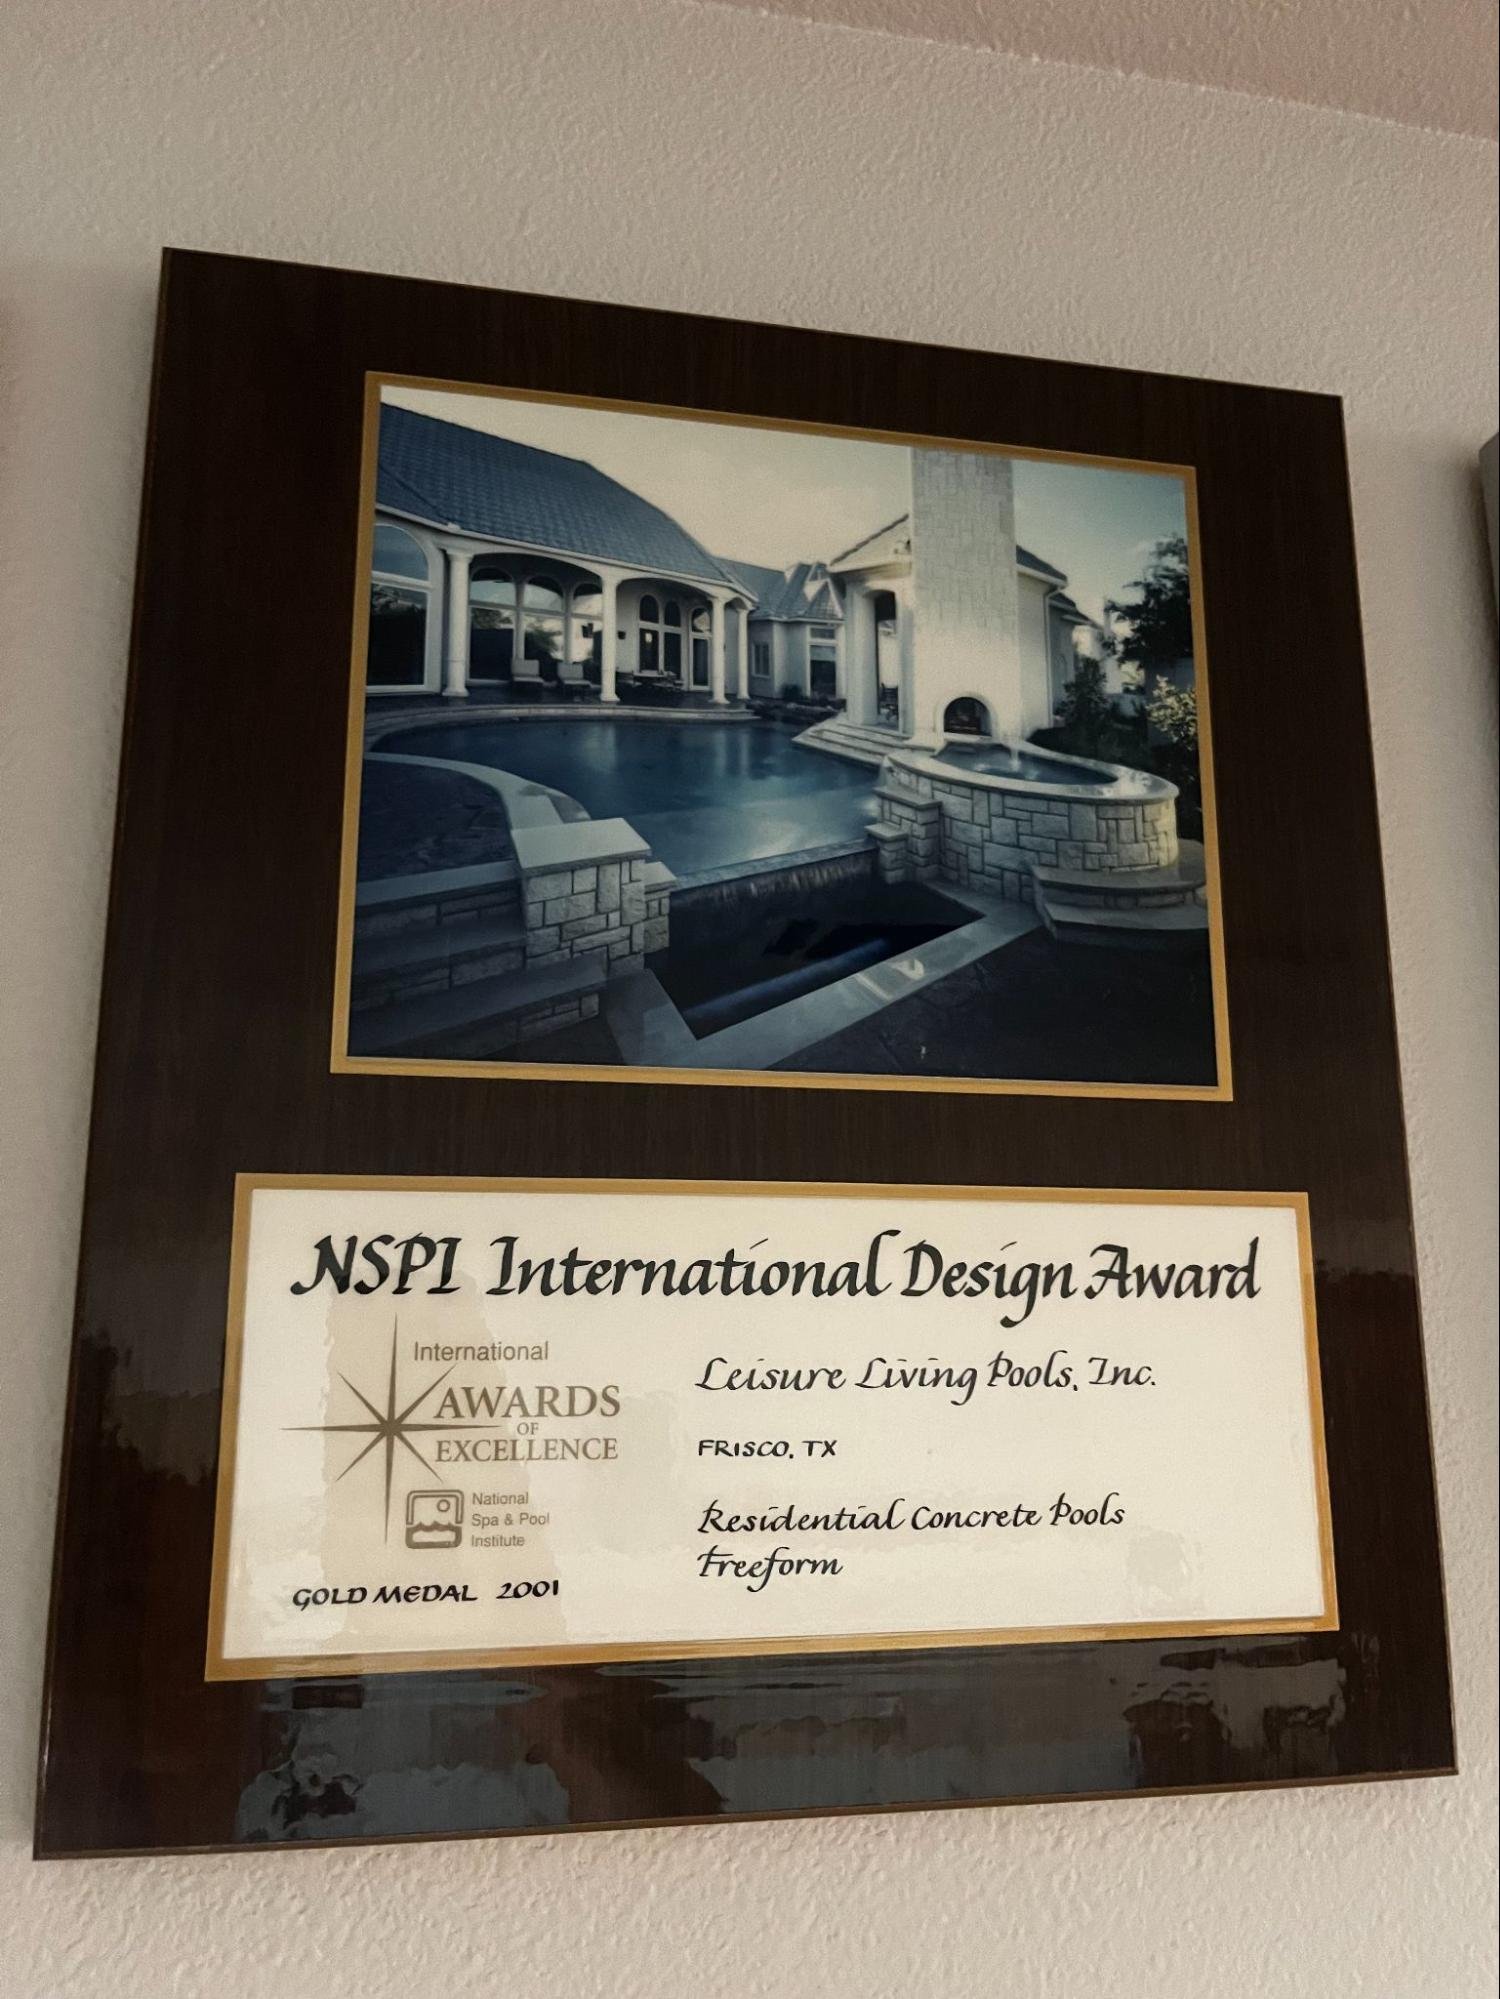 NSPI International Design Award
International
AWARDS
OF
EXCELLENCE
National
Spa & Pool
Institute
GOLD MEDAL 2001
Leisure Living Pools, Inc.
FRISCO, TX
Residential Concrete Pools
Freeform